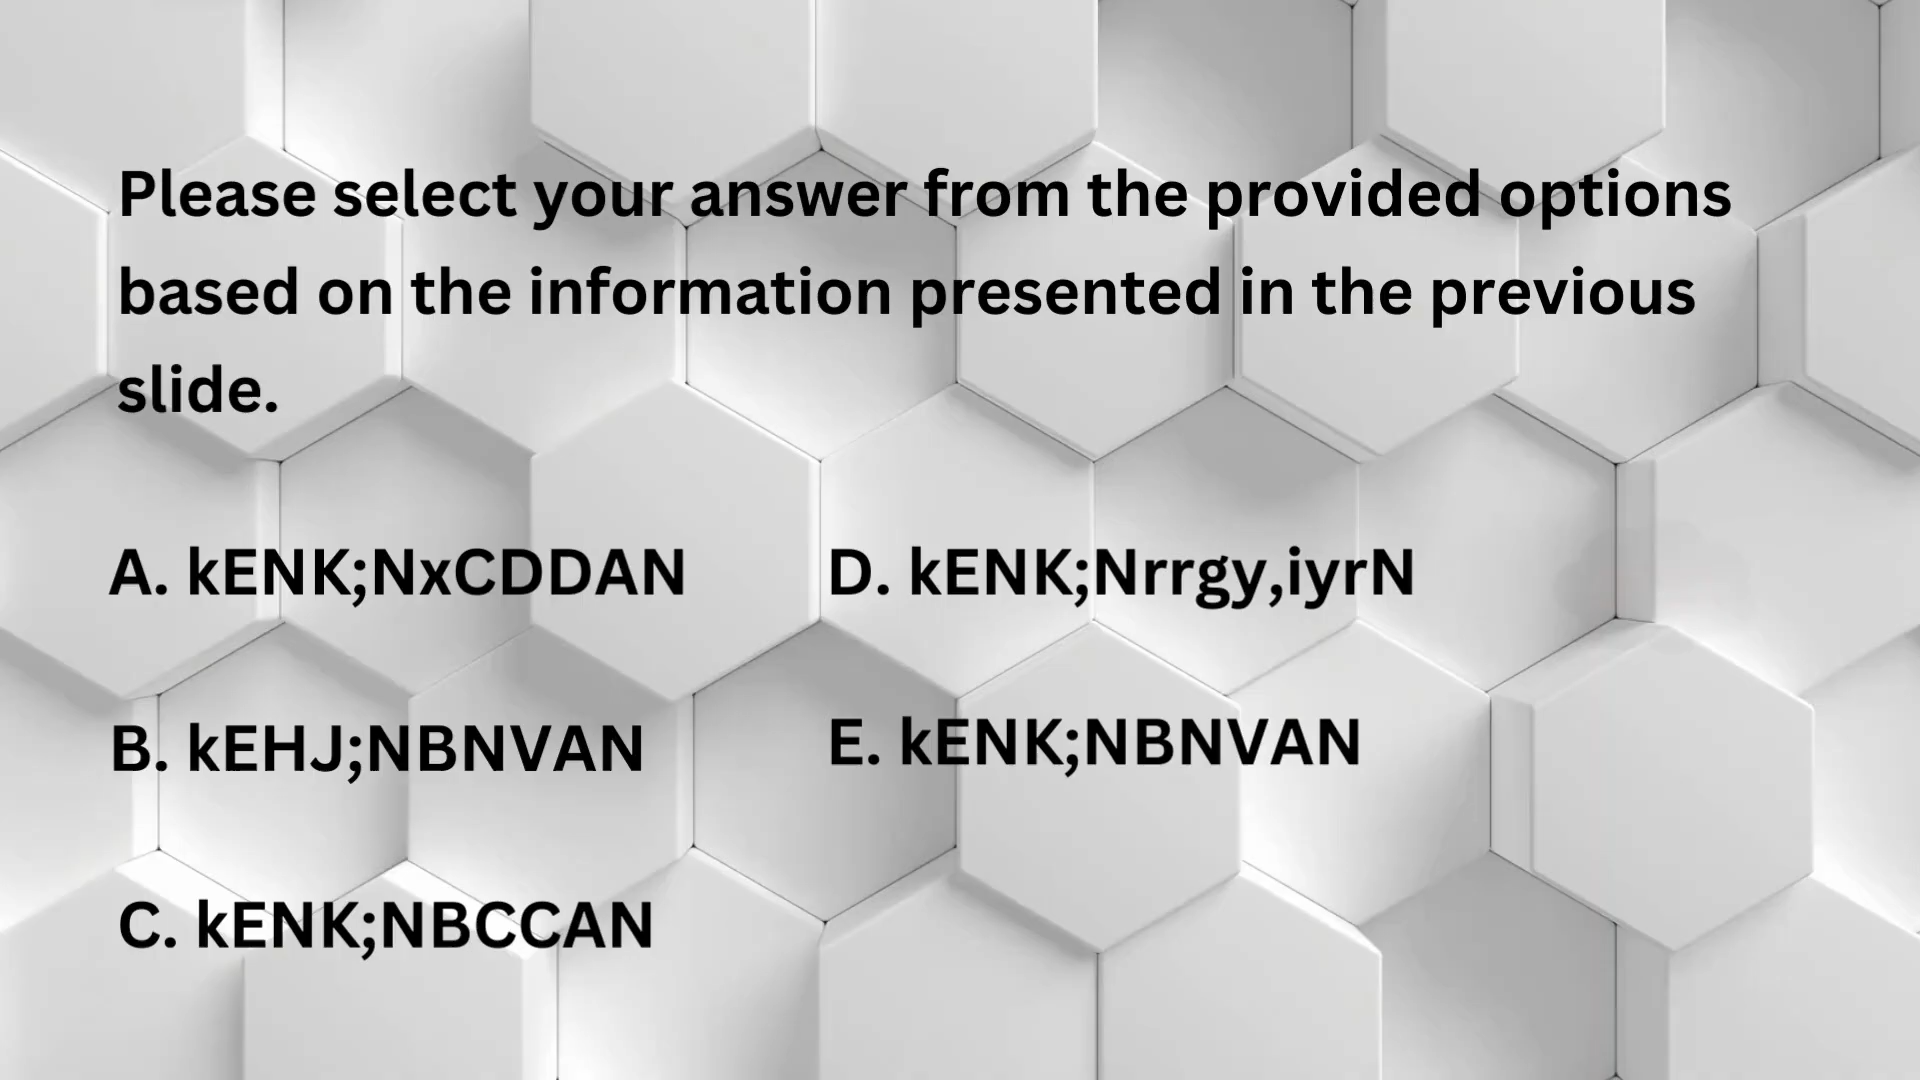 Please select your answer from the provided options
based on the information presented in the previous
slide.
A. kENK;NxCDDAN
D. kENK;Nrrgy,iyrN
B. kEHJ;NBNVAN
E. kENK;NBNVAN
C. kENK;NBCCAN